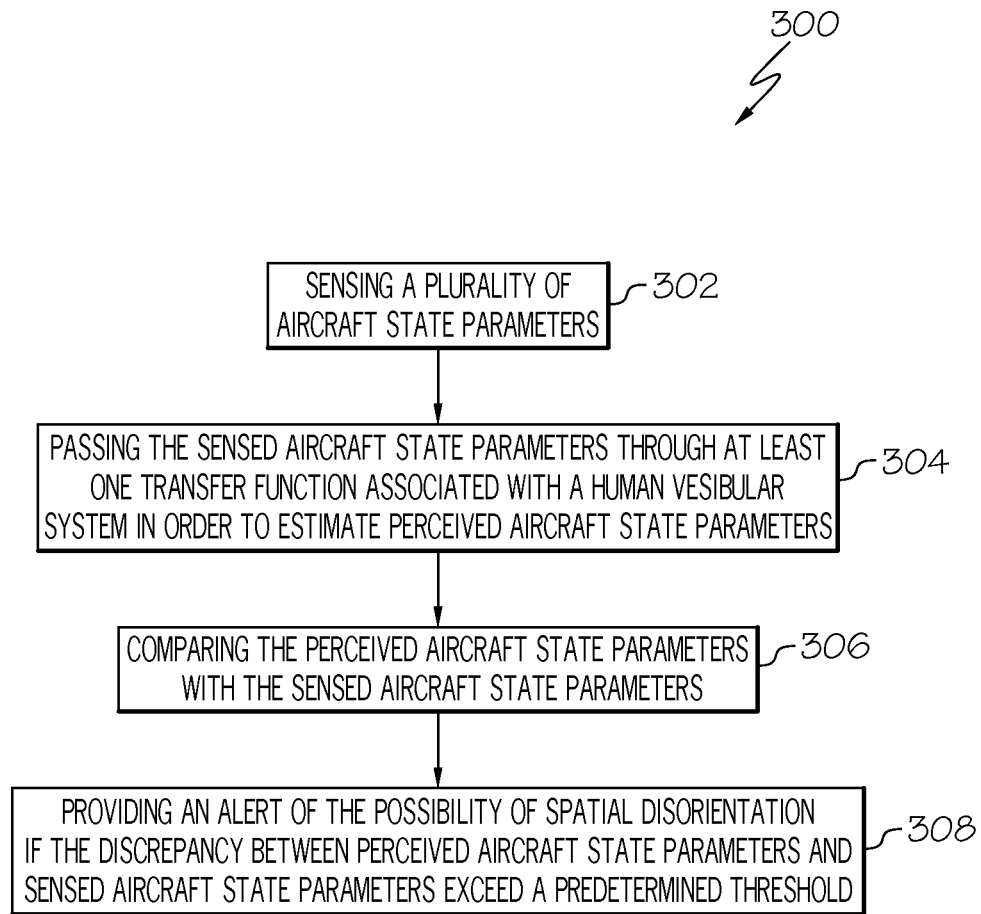 300
SENSING A PLURALITY OF
AIRCRAFT STATE PARAMETERS
302
PASSING THE SENSED AIRCRAFT STATE PARAMETERS THROUGH AT LEAST
ONE TRANSFER FUNCTION ASSOCIATED WITH A HUMAN VESIBULAR
SYSTEM IN ORDER TO ESTIMATE PERCEIVED AIRCRAFT STATE PARAMETERS
304
COMPARING THE PERCEIVED AIRCRAFT STATE PARAMETERS
WITH THE SENSED AIRCRAFT STATE PARAMETERS
306
PROVIDING AN ALERT OF THE POSSIBILITY OF SPATIAL DISORIENTATION
IF THE DISCREPANCY BETWEEN PERCEIVED AIRCRAFT STATE PARAMETERS AND
SENSED AIRCRAFT STATE PARAMETERS EXCEED A PREDETERMINED THRESHOLD
308